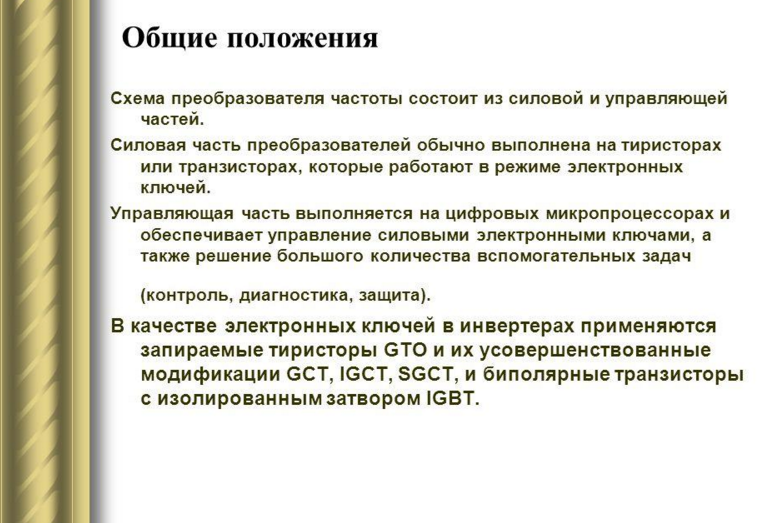 Общие положения
Схема преобразователя частоты состоит из силовой и управляющей
частей.
Силовая часть преобразователей обычно выполнена на тиристорах
или транзисторах, которые работают в режиме электронных
ключей.
Управляющая часть выполняется на цифровых микропроцессорах и
обеспечивает управление силовыми электронными ключами, а
также решение большого количества вспомогательных задач
(контроль, диагностика, защита).
В качестве электронных ключей в инверторах применяются
запираемые тиристоры GTO и их усовершенствованные
модификации GCT, IGCT, SGCT, и биполярные транзисторы
с изолированным затвором IGBT.